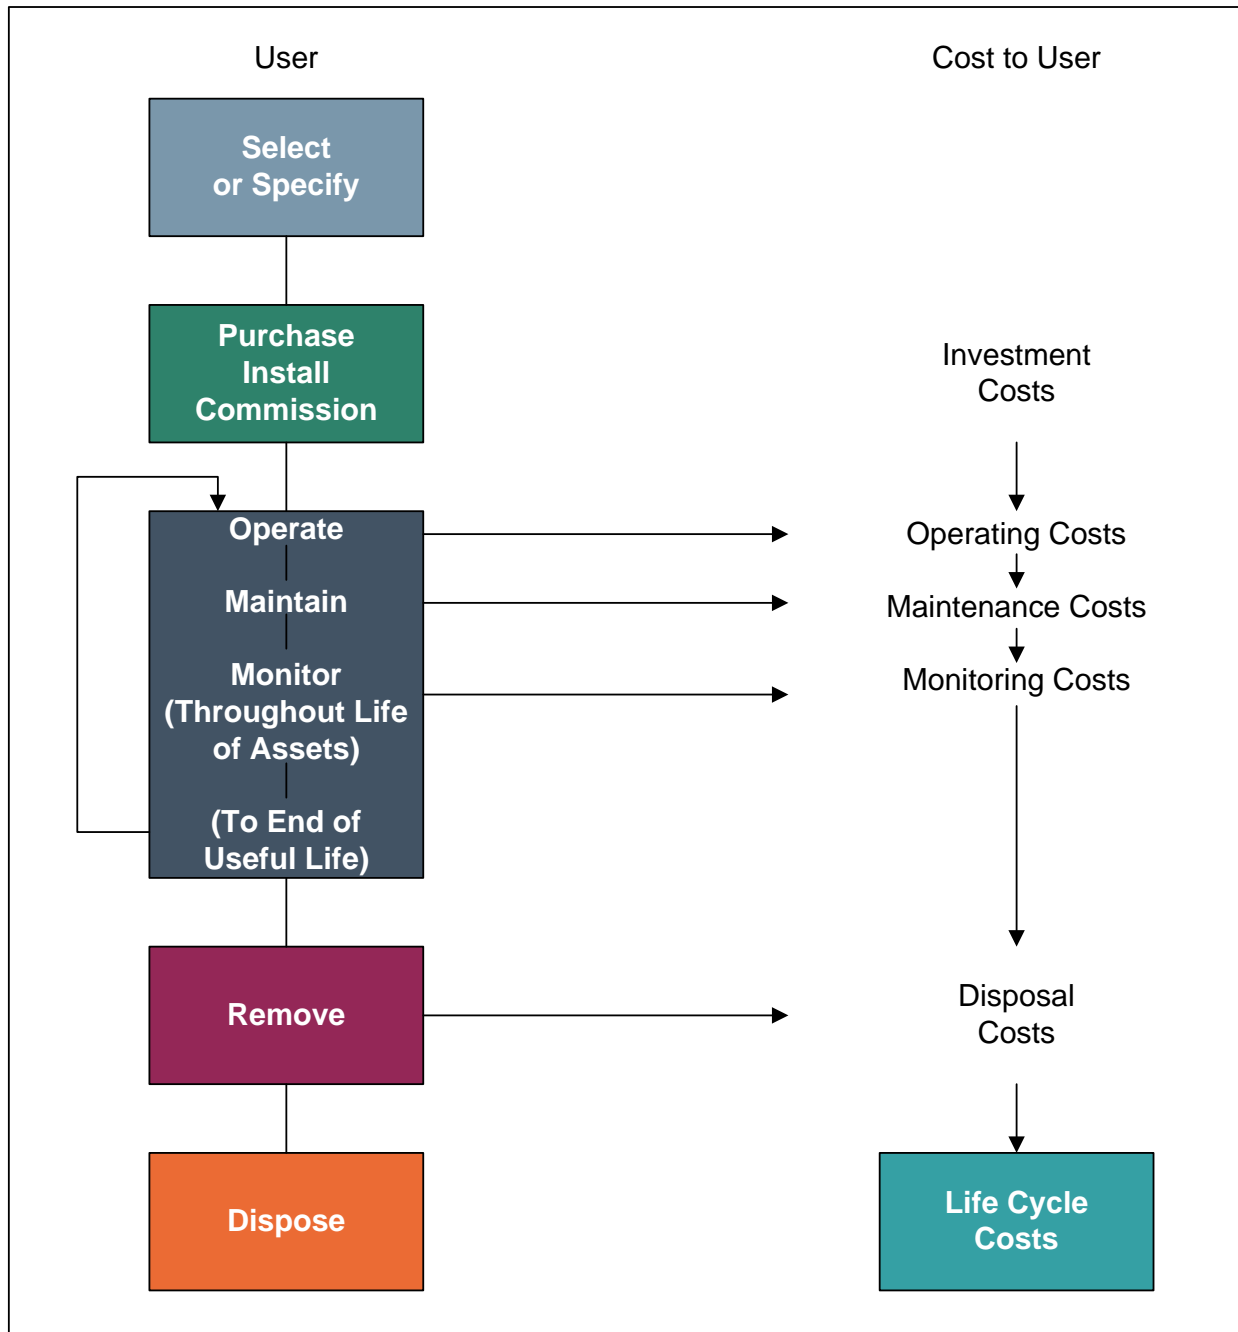 User
Cost to User
Select
or Specify
Purchase
Install
Commission
Investment
Costs
Operate
Operating Costs
Maintain
Maintenance Costs
Monitor
(Throughout Life
of Assets)
Monitoring Costs
(To End of
Useful Life)
Remove
Disposal
Costs
Dispose
Life Cycle
Costs